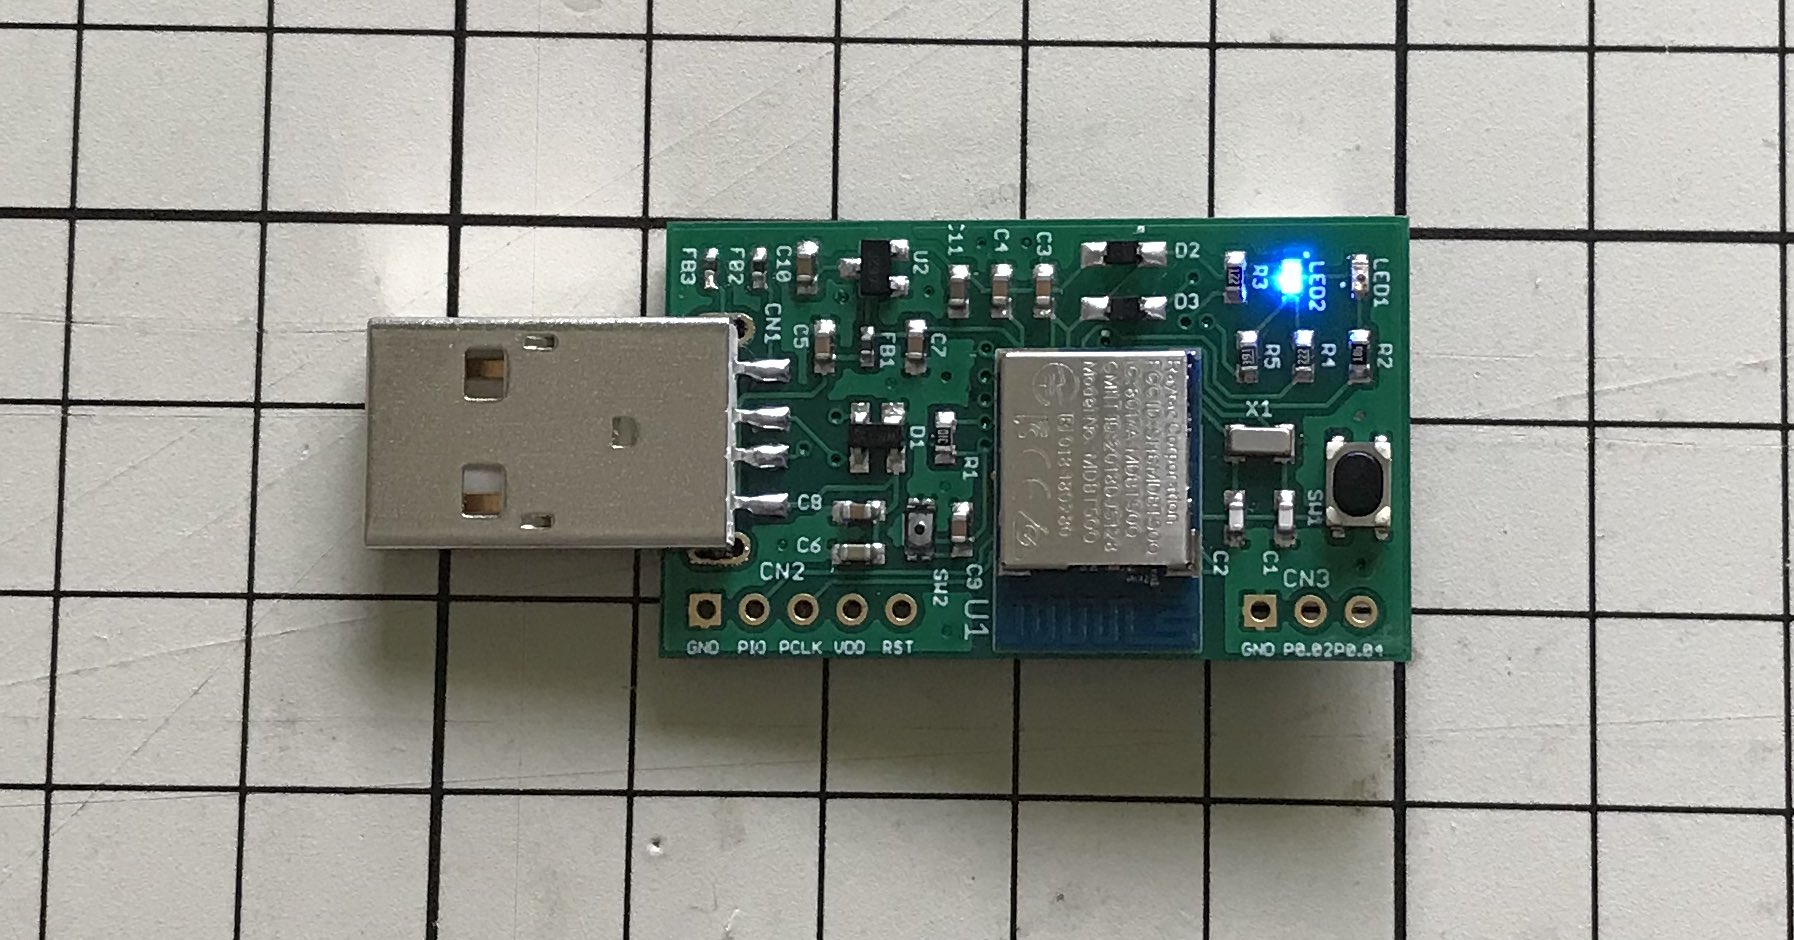 FB3
C10
U2
C11
C4
C3
D2
R3
LED2
LED1
D3
CN1
C5
FB1
C7
R5
R4
R2
D1
R1
X1
Raytac Corporation
C8
SW1
C6
CN2
SW2
C9
U1
C2
C1
CN3
GND PIO PCLK VDD RST
GND P0.02 P0.04